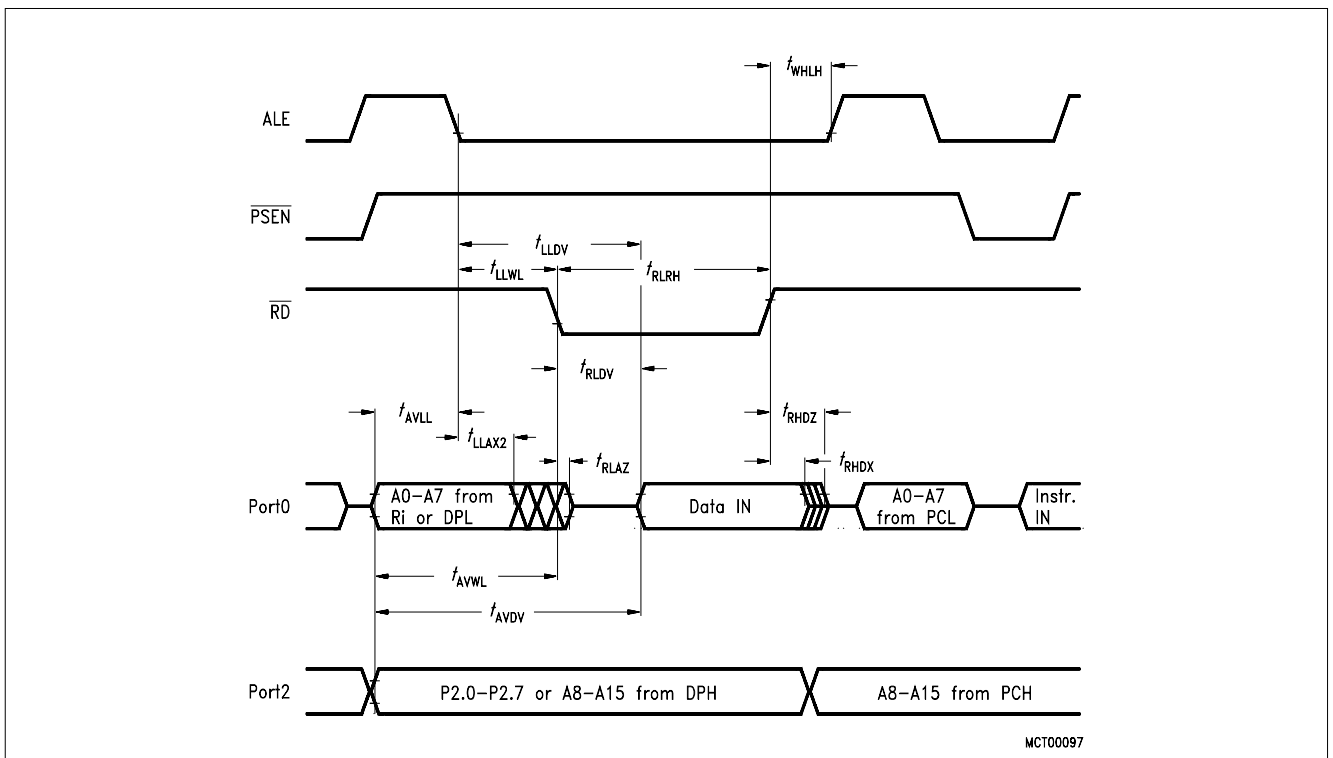 tWHLH
ALE
PSEN
tLLDV
tLLWL
tRLRH
RD
tRLDV
tAVLL
tLLAX2
tRHDZ
tRLAZ
tRHDX
Port0
A0–A7 from
Ri or DPL
Data IN
A0–A7
from PCL
Instr.
IN
tAVWL
tAVDV
Port2
P2.0–P2.7 or A8–A15 from DPH
A8–A15 from PCH
MCT00097